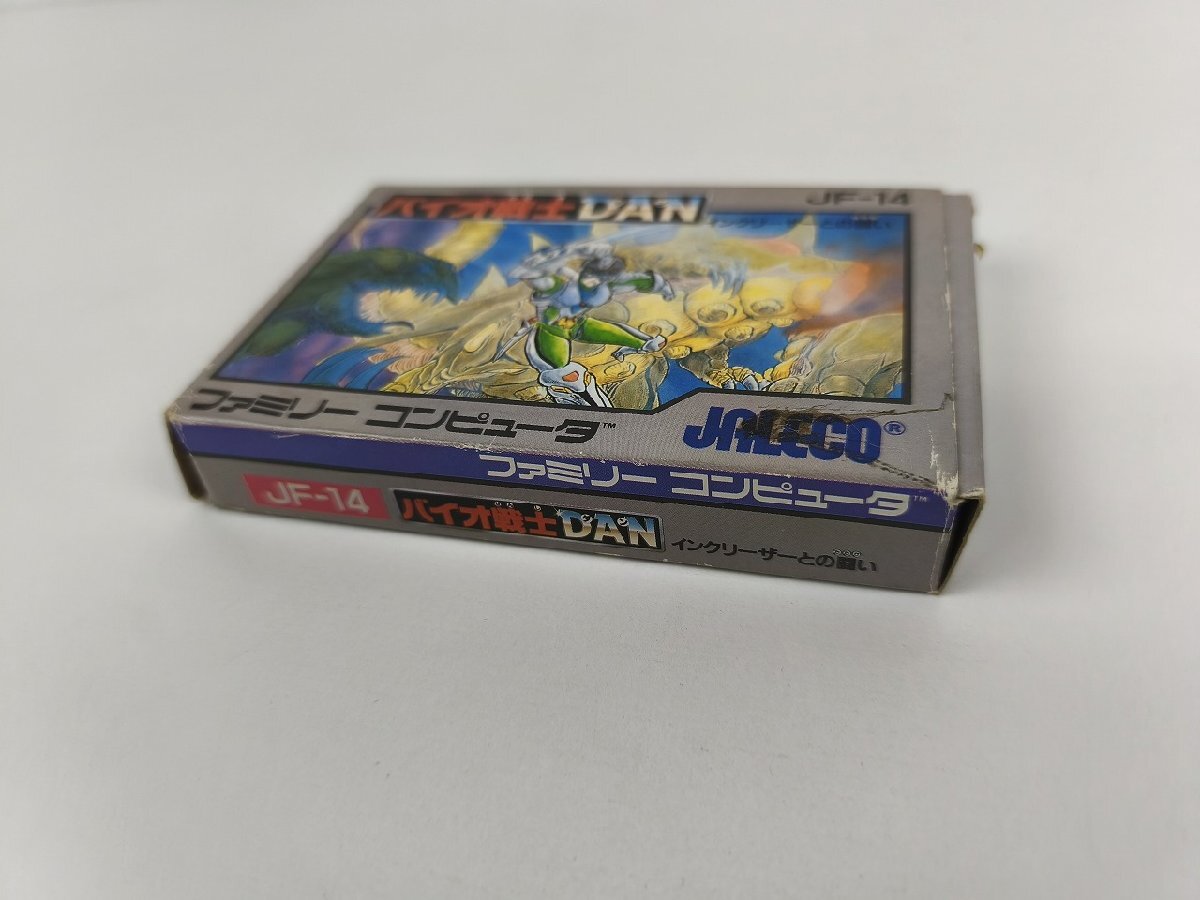 バイオ戦士DAN
JF-14
ファミリー コンピュータ™
JALECO®
ファミリー コンピュータ™
JF-14
バイオ戦士DAN
インクリーザーとの闘い